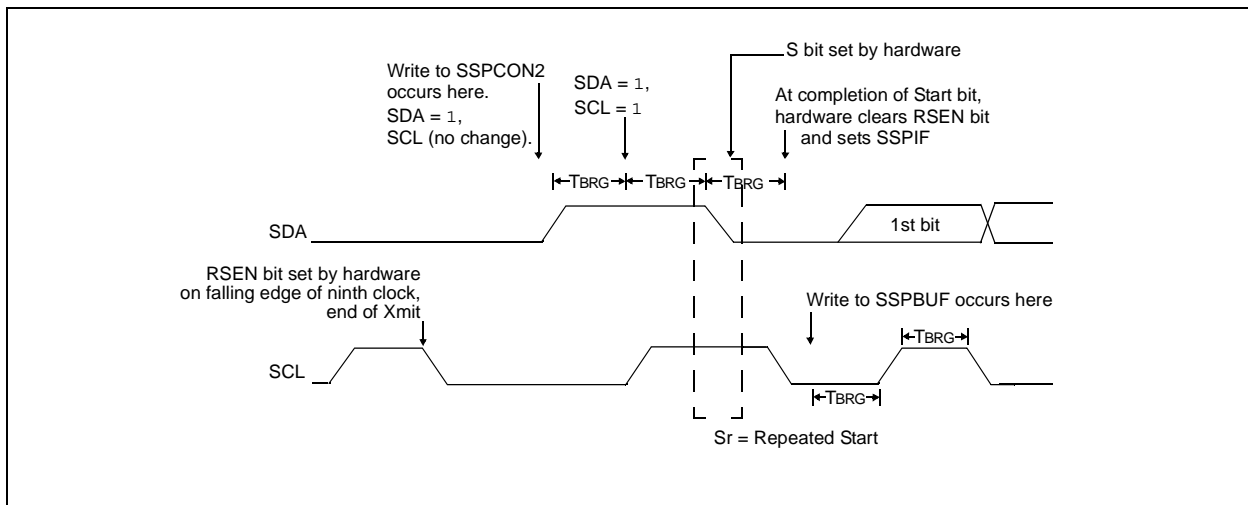 S bit set by hardware
Write to SSPCON2
occurs here.
SDA = 1,
SCL (no change).
SDA = 1,
SCL = 1
At completion of Start bit,
hardware clears RSEN bit
and sets SSPIF
TBRG
TBRG
TBRG
SDA
1st bit
RSEN bit set by hardware
on falling edge of ninth clock,
end of Xmit
Write to SSPBUF occurs here
TBRG
SCL
TBRG
Sr = Repeated Start